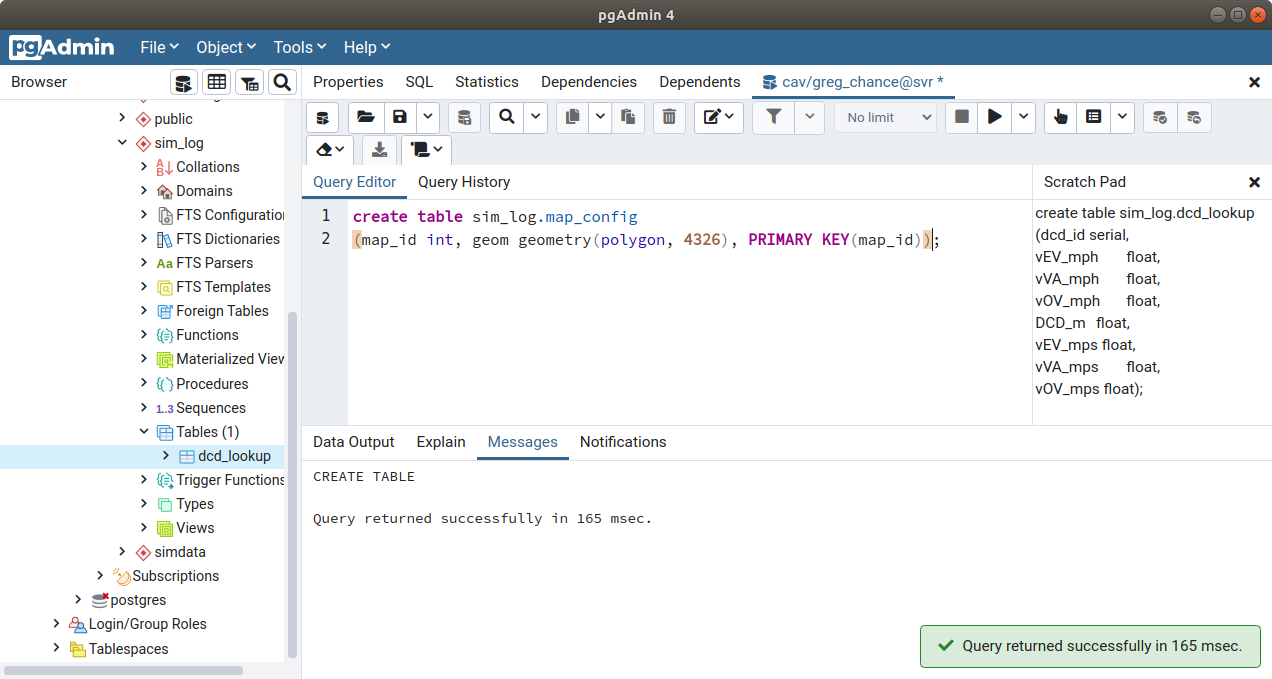 pgAdmin 4
pgAdmin File Object Tools Help
Browser
Properties SQL Statistics Dependencies Dependents cav/greg_chance@svr *
No limit
public
sim_log
Collations
Domains
FTS Configuratio
FTS Dictionaries
FTS Parsers
FTS Templates
Foreign Tables
Functions
Materialized View
Procedures
1..3 Sequences
Tables (1)
dcd_lookup
Trigger Functions
Types
Views
simdata
Subscriptions
postgres
Login/Group Roles
Tablespaces
Query Editor Query History
1 create table sim_log.map_config
2 (map_id int, geom geometry(polygon, 4326), PRIMARY KEY(map_id));
Scratch Pad
create table sim_log.dcd_lookup
(dcd_id serial,
vEV_mph float,
vVA_mph float,
vOV_mph float,
DCD_m float,
vEV_mps float,
vVA_mps float,
vOV_mps float);
Data Output Explain Messages Notifications
CREATE TABLE
Query returned successfully in 165 msec.
Query returned successfully in 165 msec.